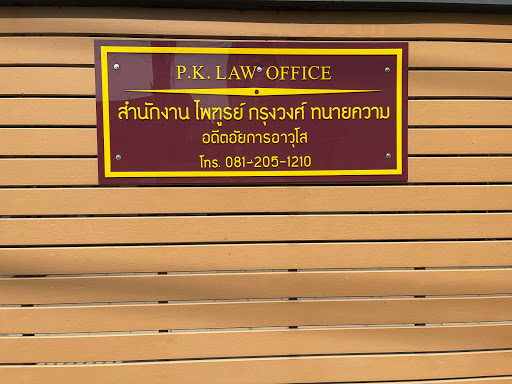 P.K. LAW OFFICE
สำนักงาน ไพฑูรย์ กรุงวงศ์ ทนายความ
อดีตอัยการอาวุโส
โทร. 081-205-1210